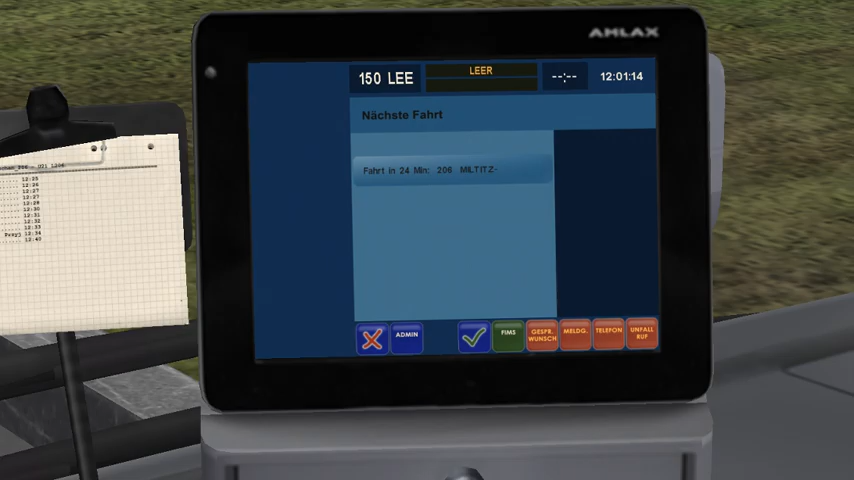 AMLAX
150 LEE
LEER
--:--
12:01:14
Nächste Fahrt
Fahrt in 24 Min: 206 MILTITZ-
ADMIN
FIMS
GESPR.
WUNSCH
MELDG.
TELEFON
UNFALL
RUF
12:25
12:26
12:27
12:27
12:29
12:30
12:31
12:32
12:33
12:34
12:40